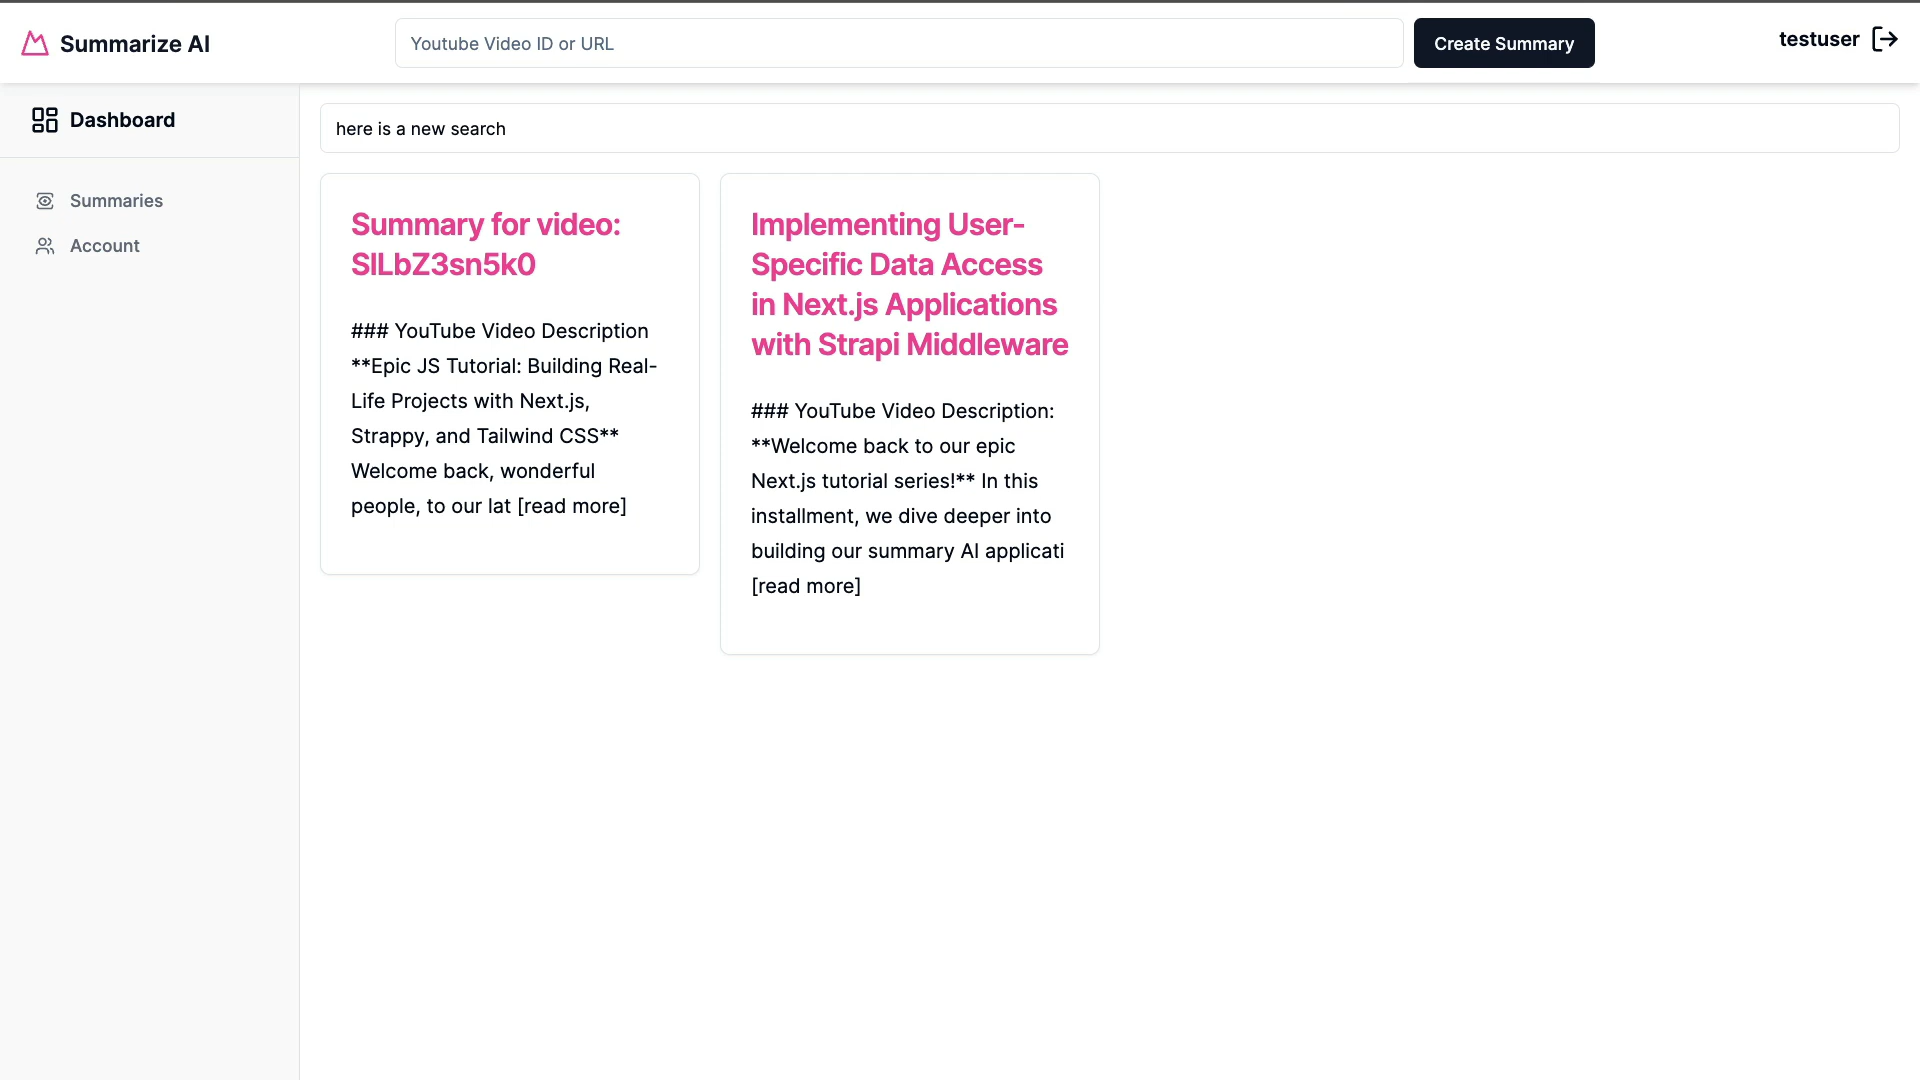 Summarize AI
Youtube Video ID or URL
Create Summary
testuser
Dashboard
Summaries
Account
here is a new search
Summary for video:
SlLbZ3sn5k0
### YouTube Video Description
**Epic JS Tutorial: Building Real-
Life Projects with Next.js,
Strappy, and Tailwind CSS**
Welcome back, wonderful
people, to our lat [read more]
Implementing User-
Specific Data Access
in Next.js Applications
with Strapi Middleware
### YouTube Video Description:
**Welcome back to our epic
Next.js tutorial series!** In this
installment, we dive deeper into
building our summary AI applicati
[read more]